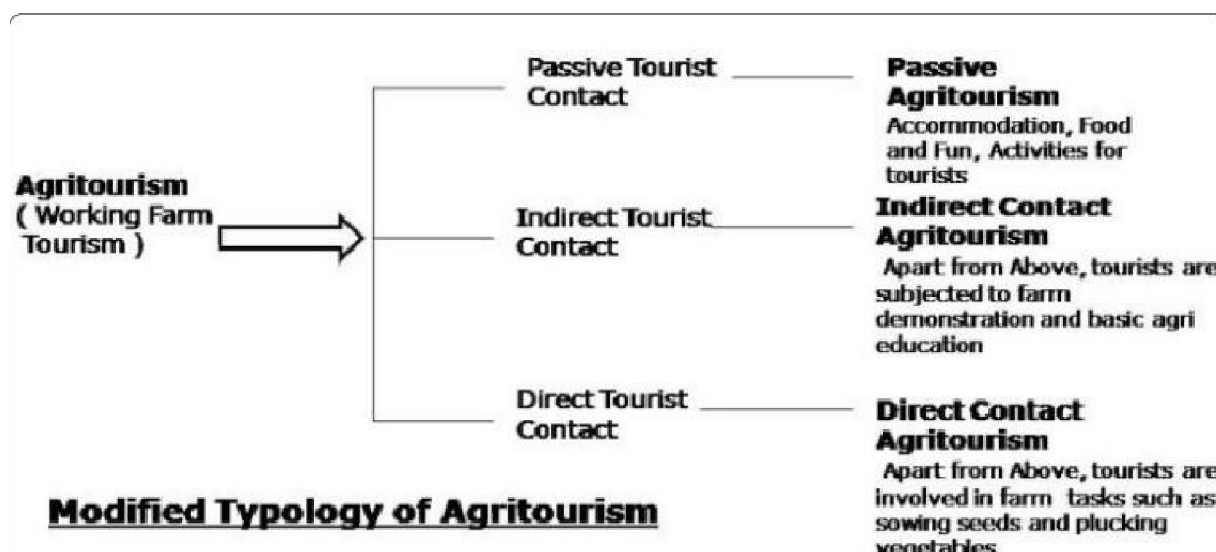 Agritourism
( Working Farm
Tourism )
Passive Tourist
Contact
Passive
Agritourism
Accommodation, Food
and Fun, Activities for
tourists
Indirect Tourist
Contact
Indirect Contact
Agritourism
Apart from Above, tourists are
subjected to farm
demonstration and basic agri
education
Direct Tourist
Contact
Direct Contact
Agritourism
Apart from Above, tourists are
involved in farm tasks such as
sowing seeds and plucking
vegetables
Modified Typology of Agritourism